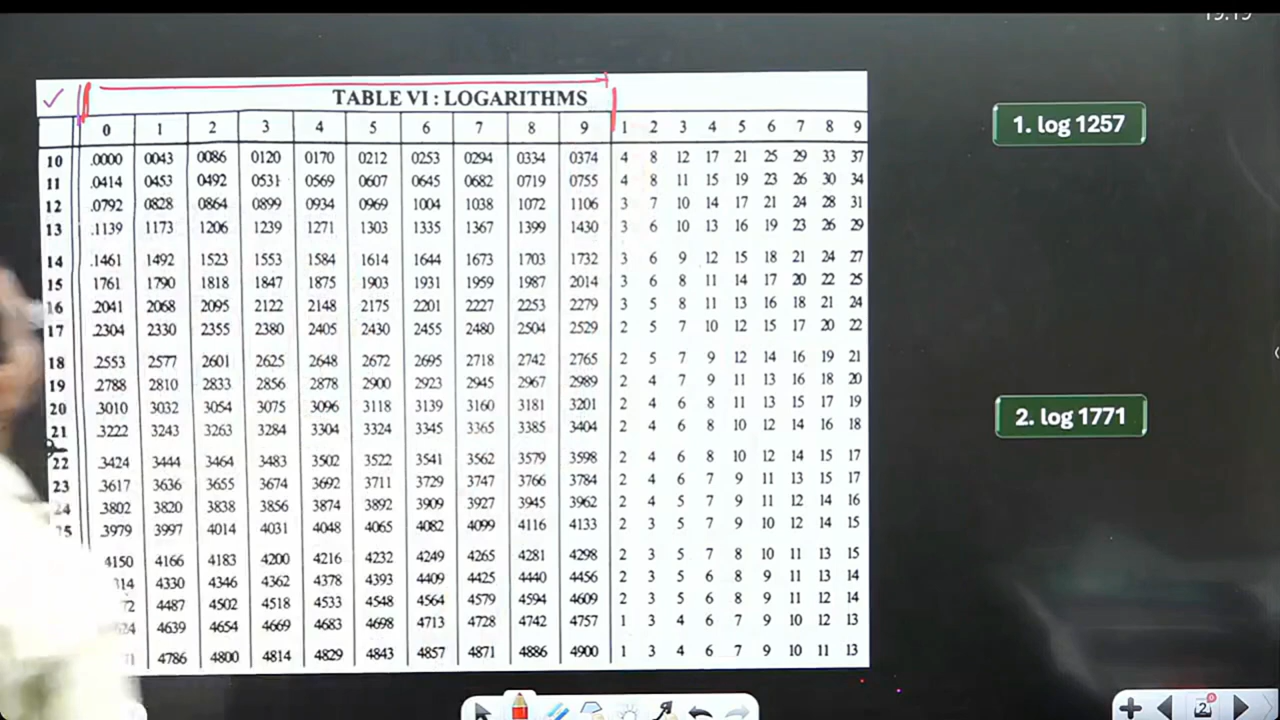 19:19
TABLE VI : LOGARITHMS
0 1 2 3 4 5 6 7 8 9 1 2 3 4 5 6 7 8 9
10 .0000 0043 0086 0120 0170 0212 0253 0294 0334 0374 4 8 12 17 21 25 29 33 37
11 .0414 0453 0492 0531 0569 0607 0645 0682 0719 0755 4 8 11 15 19 23 26 30 34
12 .0792 0828 0864 0899 0934 0969 1004 1038 1072 1106 3 7 10 14 17 21 24 28 31
13 .1139 1173 1206 1239 1271 1303 1335 1367 1399 1430 3 6 10 13 16 19 23 26 29
14 .1461 1492 1523 1553 1584 1614 1644 1673 1703 1732 3 6 9 12 15 18 21 24 27
15 1761 1790 1818 1847 1875 1903 1931 1959 1987 2014 3 6 8 11 14 17 20 22 25
16 .2041 2068 2095 2122 2148 2175 2201 2227 2253 2279 3 5 8 11 13 16 18 21 24
17 .2304 2330 2355 2380 2405 2430 2455 2480 2504 2529 2 5 7 10 12 15 17 20 22
18 .2553 2577 2601 2625 2648 2672 2695 2718 2742 2765 2 5 7 9 12 14 16 19 21
19 .2788 2810 2833 2856 2878 2900 2923 2945 2967 2989 2 4 7 9 11 13 16 18 20
20 .3010 3032 3054 3075 3096 3118 3139 3160 3181 3201 2 4 6 8 11 13 15 17 19
21 .3222 3243 3263 3284 3304 3324 3345 3365 3385 3404 2 4 6 8 10 12 14 16 18
22 .3424 3444 3464 3483 3502 3522 3541 3562 3579 3598 2 4 6 8 10 12 14 15 17
23 .3617 3636 3655 3674 3692 3711 3729 3747 3766 3784 2 4 6 7 9 11 13 15 17
24 .3802 3820 3838 3856 3874 3892 3909 3927 3945 3962 2 4 5 7 9 11 12 14 16
15 .3979 3997 4014 4031 4048 4065 4082 4099 4116 4133 2 3 5 7 9 10 12 14 15
4150 4166 4183 4200 4216 4232 4249 4265 4281 4298 2 3 5 7 8 10 11 13 15
314 4330 4346 4362 4378 4393 4409 4425 4440 4456 2 3 5 6 8 9 11 13 14
72 4487 4502 4518 4533 4548 4564 4579 4594 4609 2 3 5 6 8 9 11 12 14
624 4639 4654 4669 4683 4698 4713 4728 4742 4757 1 3 4 6 7 9 10 12 13
4786 4800 4814 4829 4843 4857 4871 4886 4900 1 3 4 6 7 9 10 11 13
1. log 1257
2. log 1771
2